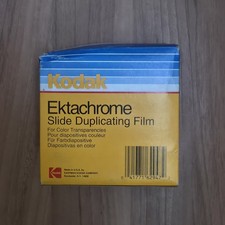 Kodak
Ektachrome
Slide Duplicating Film
For Color Transparencies
Pour diapositives couleur
Für Farbdiapositive
Diapositivas en color